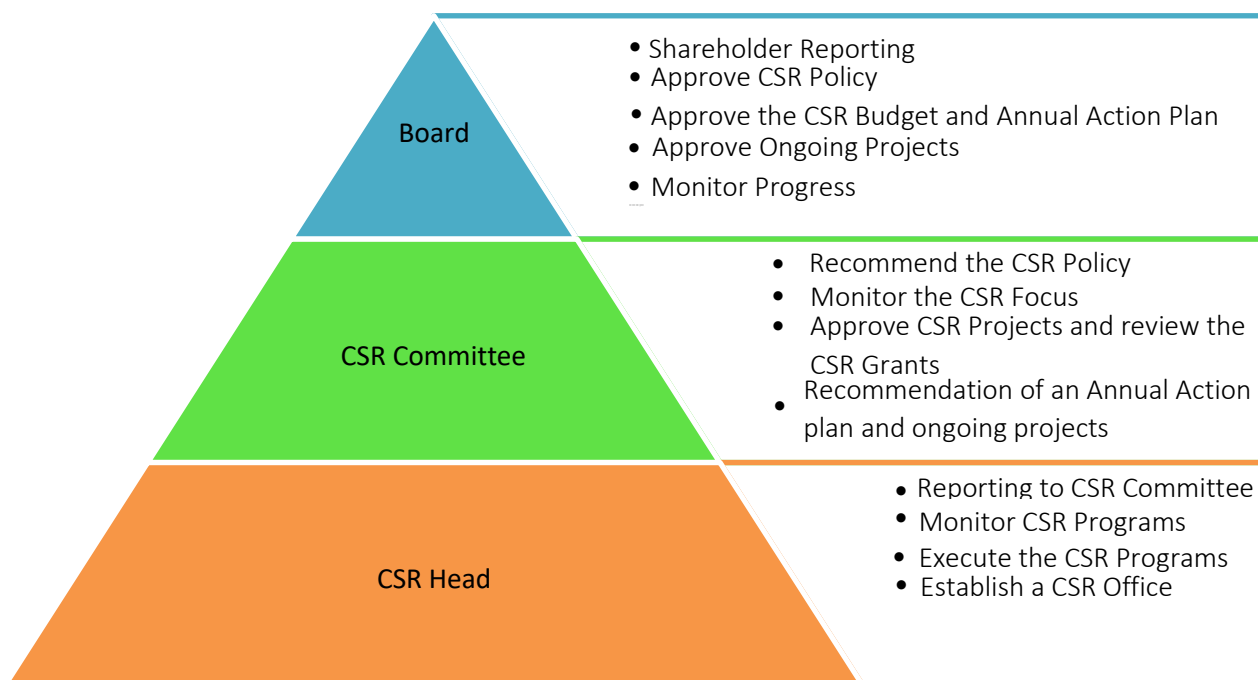 Board
• Shareholder Reporting
• Approve CSR Policy
• Approve the CSR Budget and Annual Action Plan
• Approve Ongoing Projects
• Monitor Progress
CSR Committee
• Recommend the CSR Policy
• Monitor the CSR Focus
• Approve CSR Projects and review the
CSR Grants
• Recommendation of an Annual Action
plan and ongoing projects
CSR Head
• Reporting to CSR Committee
• Monitor CSR Programs
• Execute the CSR Programs
• Establish a CSR Office